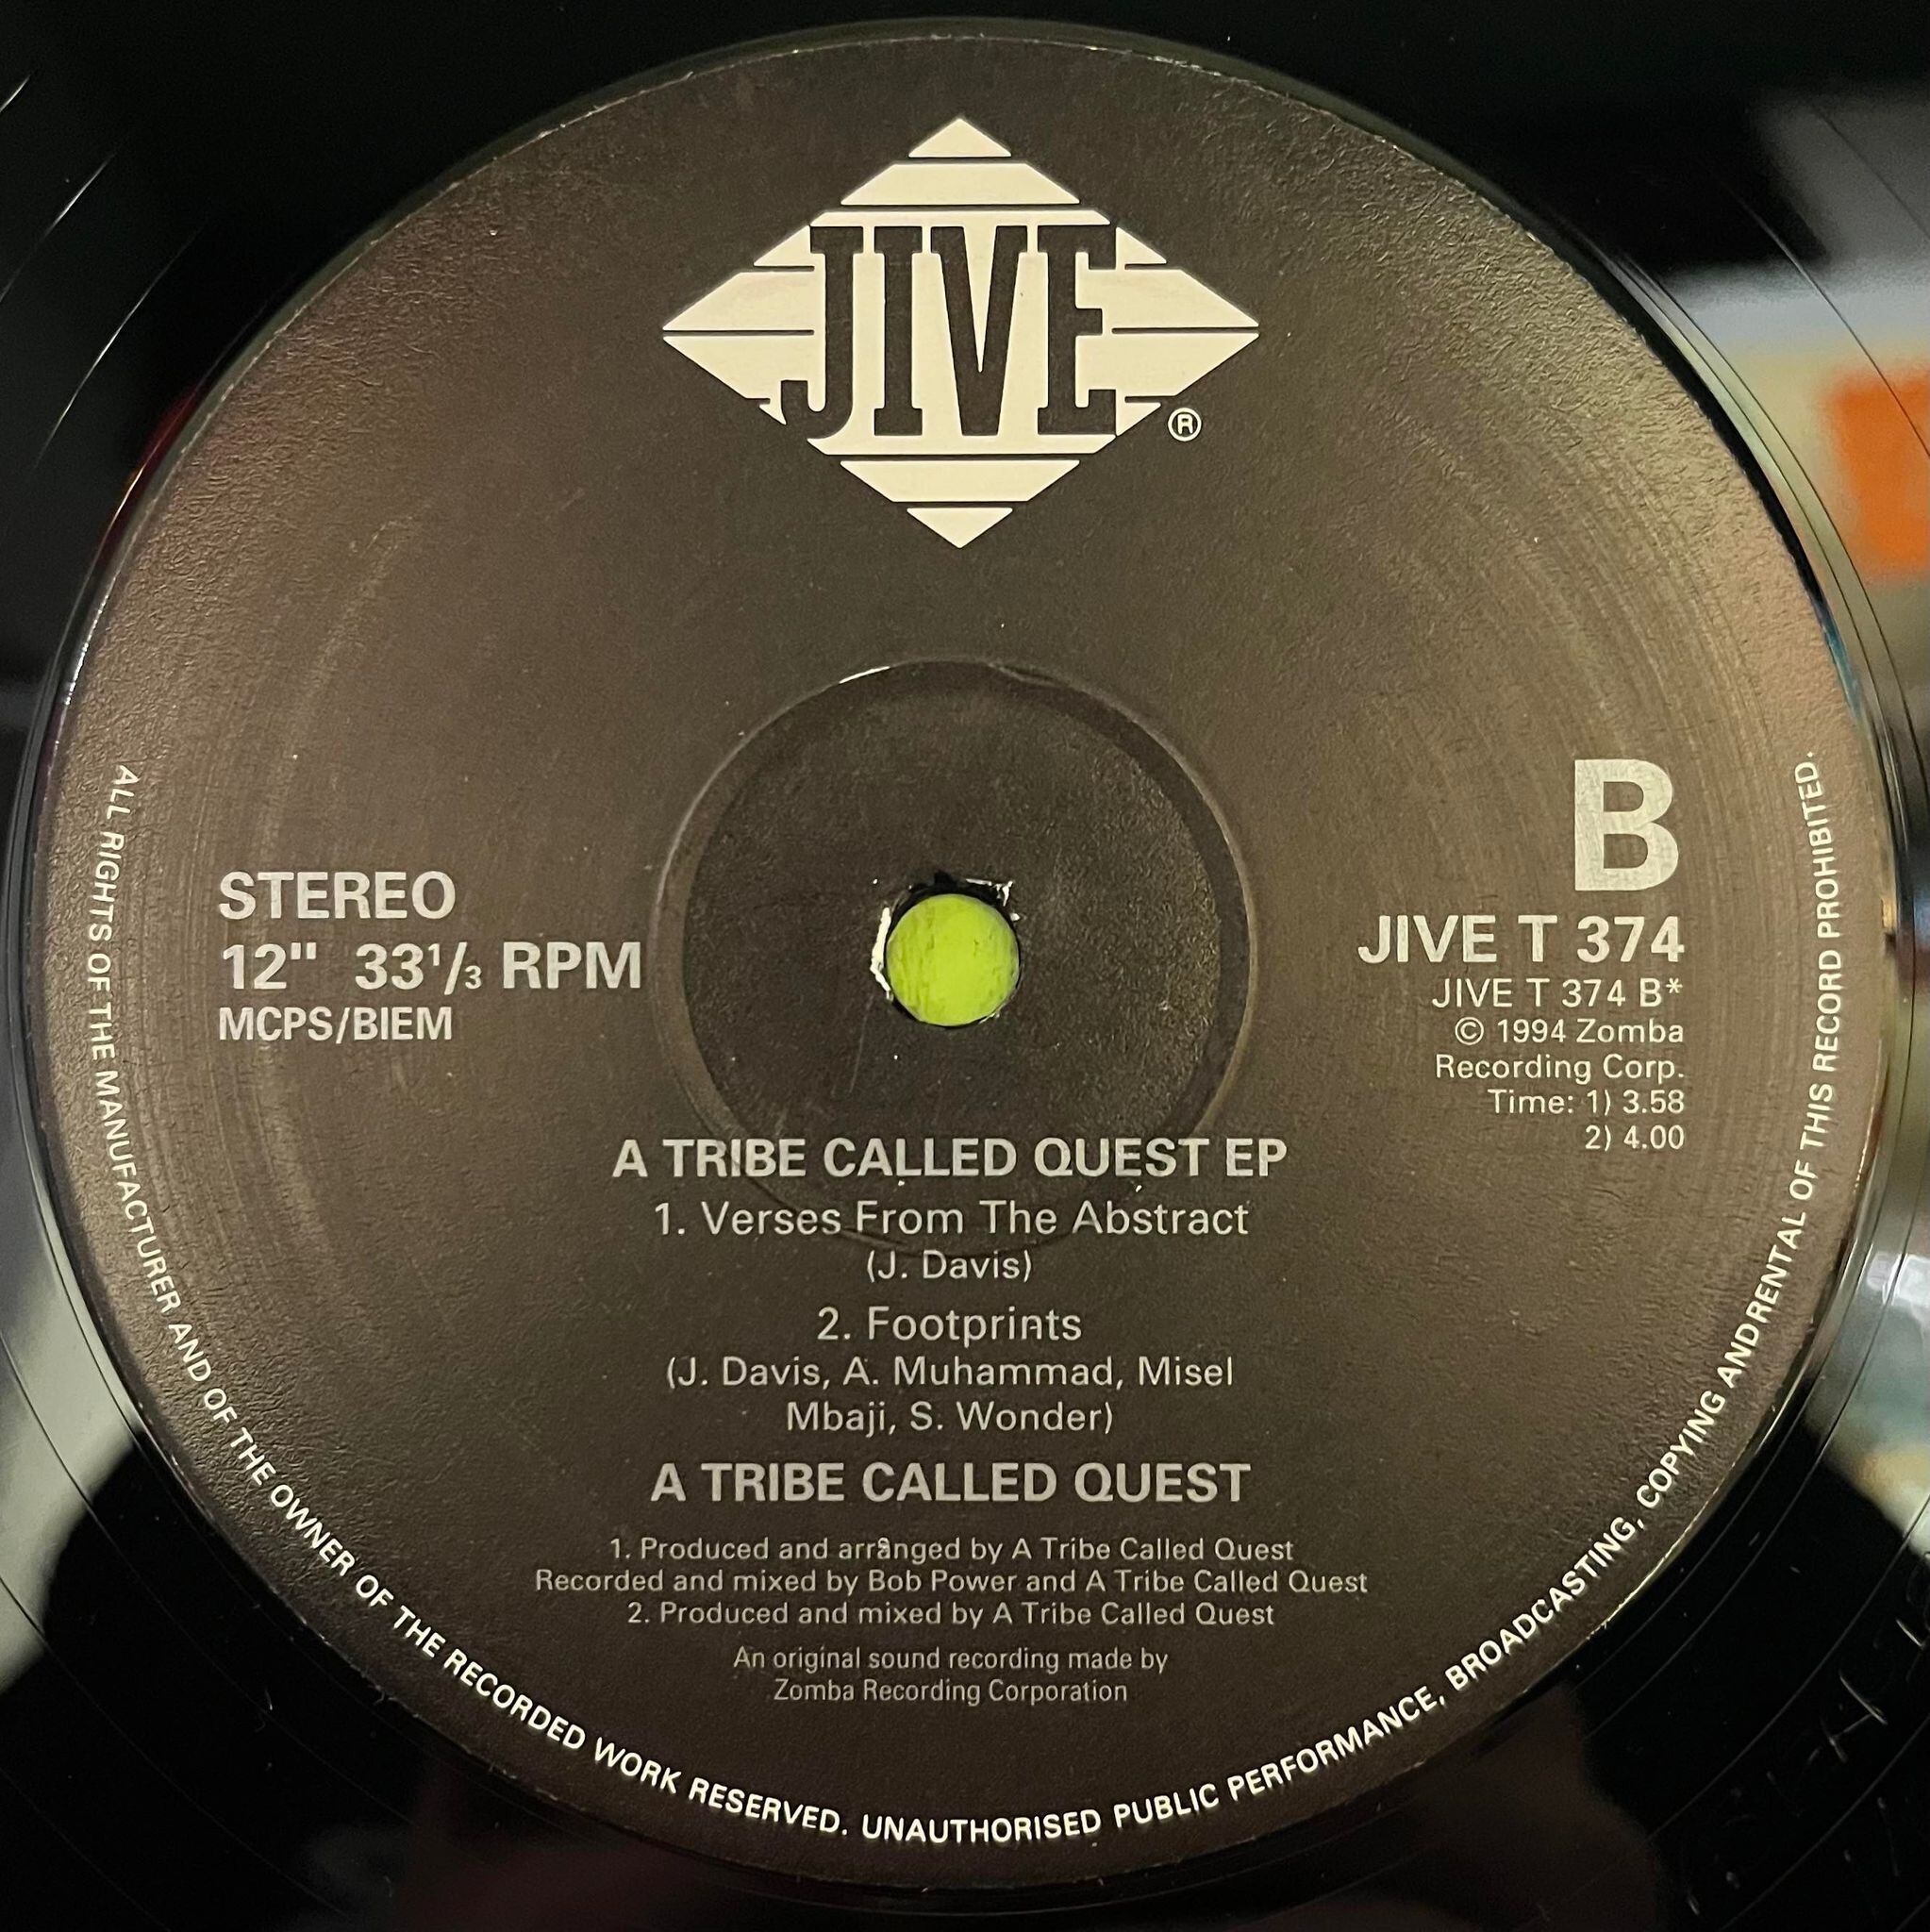 JIVE®
B
STEREO
12" 33 1/3 RPM
MCPS/BIEM
JIVE T 374
JIVE T 374 B*
© 1994 Zomba
Recording Corp.
Time: 1) 3.58
2) 4.00
A TRIBE CALLED QUEST EP
1. Verses From The Abstract
(J. Davis)
2. Footprints
(J. Davis, A. Muhammad, Misel
Mbaji, S. Wonder)
A TRIBE CALLED QUEST
1. Produced and arranged by A Tribe Called Quest
Recorded and mixed by Bob Power and A Tribe Called Quest
2. Produced and mixed by A Tribe Called Quest
An original sound recording made by
Zomba Recording Corporation
ALL RIGHTS OF THE MANUFACTURER AND OF THE OWNER OF THE RECORDED WORK RESERVED. UNAUTHORISED PUBLIC PERFORMANCE, BROADCASTING, COPYING AND RENTAL OF THIS RECORD PROHIBITED.